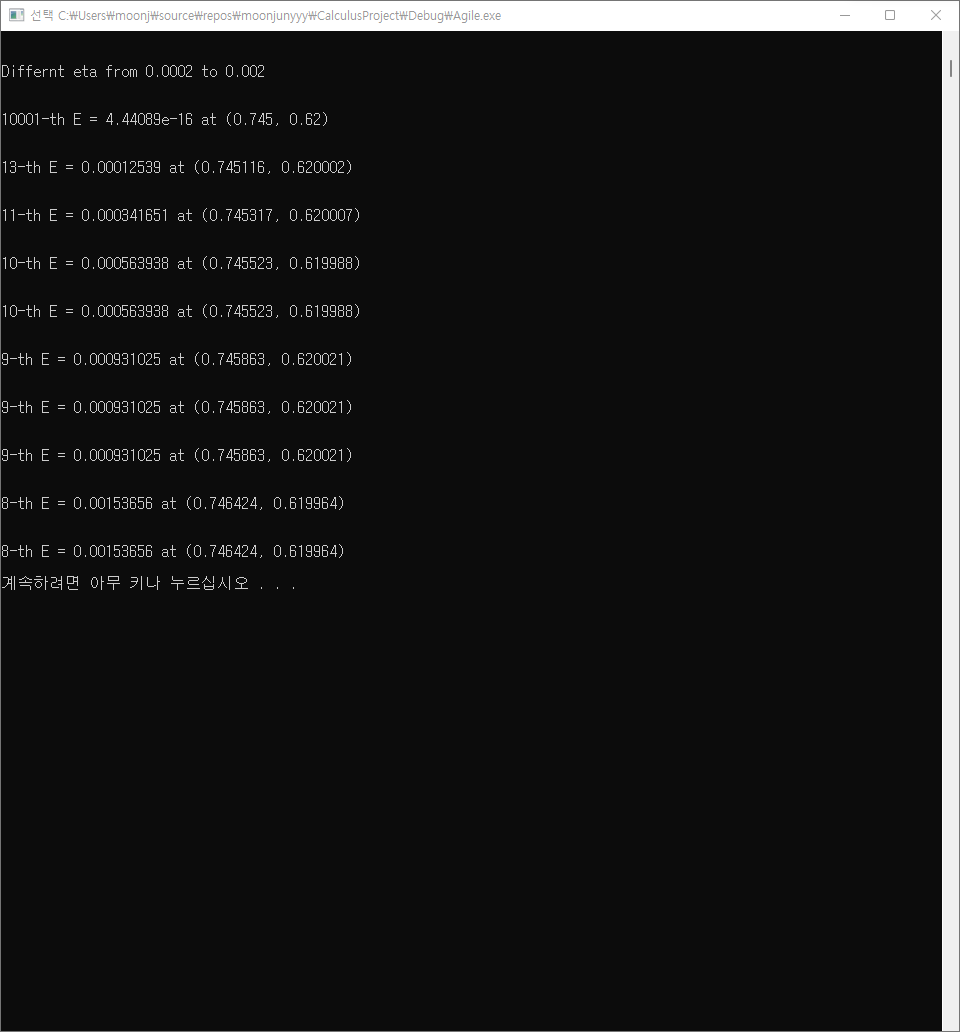 선택 C:₩Users₩moonj₩source₩repos₩moonjunyyy₩CalculusProject₩Debug₩Agile.exe
Differnt eta from 0.0002 to 0.002
10001-th E = 4.44089e-16 at (0.745, 0.62)
13-th E = 0.00012539 at (0.745116, 0.620002)
11-th E = 0.000341651 at (0.745317, 0.620007)
10-th E = 0.000563938 at (0.745523, 0.619988)
10-th E = 0.000563938 at (0.745523, 0.619988)
9-th E = 0.000931025 at (0.745863, 0.620021)
9-th E = 0.000931025 at (0.745863, 0.620021)
9-th E = 0.000931025 at (0.745863, 0.620021)
8-th E = 0.00153656 at (0.746424, 0.619964)
8-th E = 0.00153656 at (0.746424, 0.619964)
계속하려면 아무 키나 누르십시오 . . .